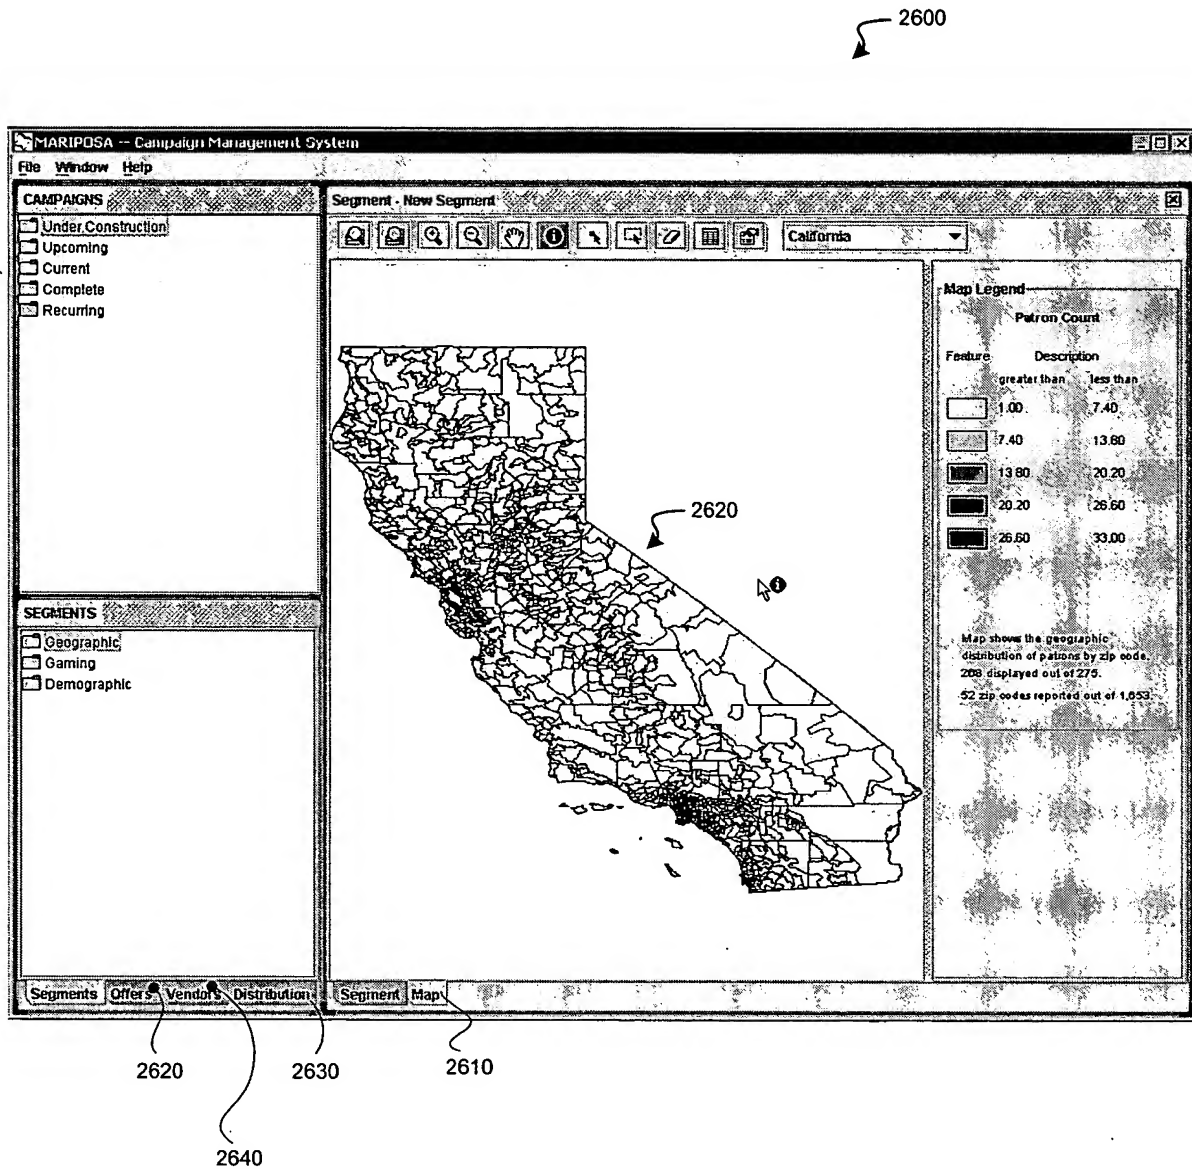 2600
MARIPOSA -- Campaign Management System
File Window Help
CAMPAIGNS
Under Construction
Upcoming
Current
Complete
Recurring
Segment - New Segment
California
Map Legend
Patron Count
Feature Description
greater than less than
1.00 7.40
7.40 13.80
13.80 20.20
20.20 26.60
26.60 33.00
2620
SEGMENTS
Geographic
Gaming
Demographic
Map shows the geographic
distribution of patrons by zip code.
268 displayed out of 275.
52 zip codes reported out of 1,653.
Segments Offers Vendors Distribution
Segment Map
2620 2630 2610
2640